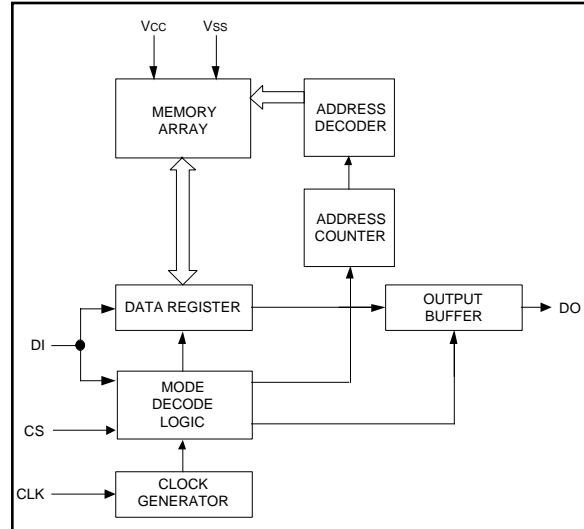 Vcc
Vss
MEMORY
ARRAY
ADDRESS
DECODER
ADDRESS
COUNTER
DATA REGISTER
OUTPUT
BUFFER
DO
DI
MODE
DECODE
LOGIC
CS
CLK
CLOCK
GENERATOR